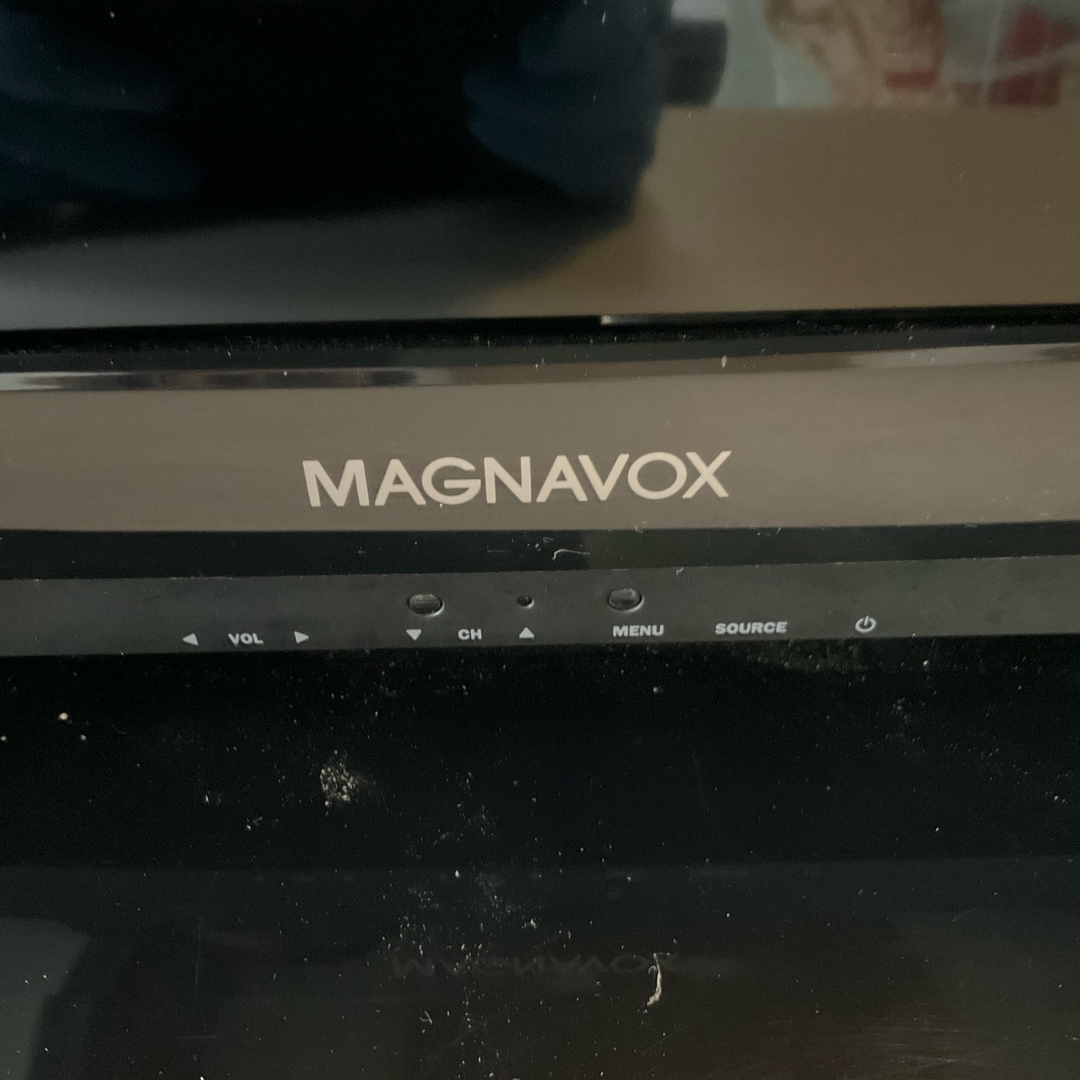 MAGNAVOX
◀ VOL ▶ ▼ CH ▲ MENU SOURCE ⏻